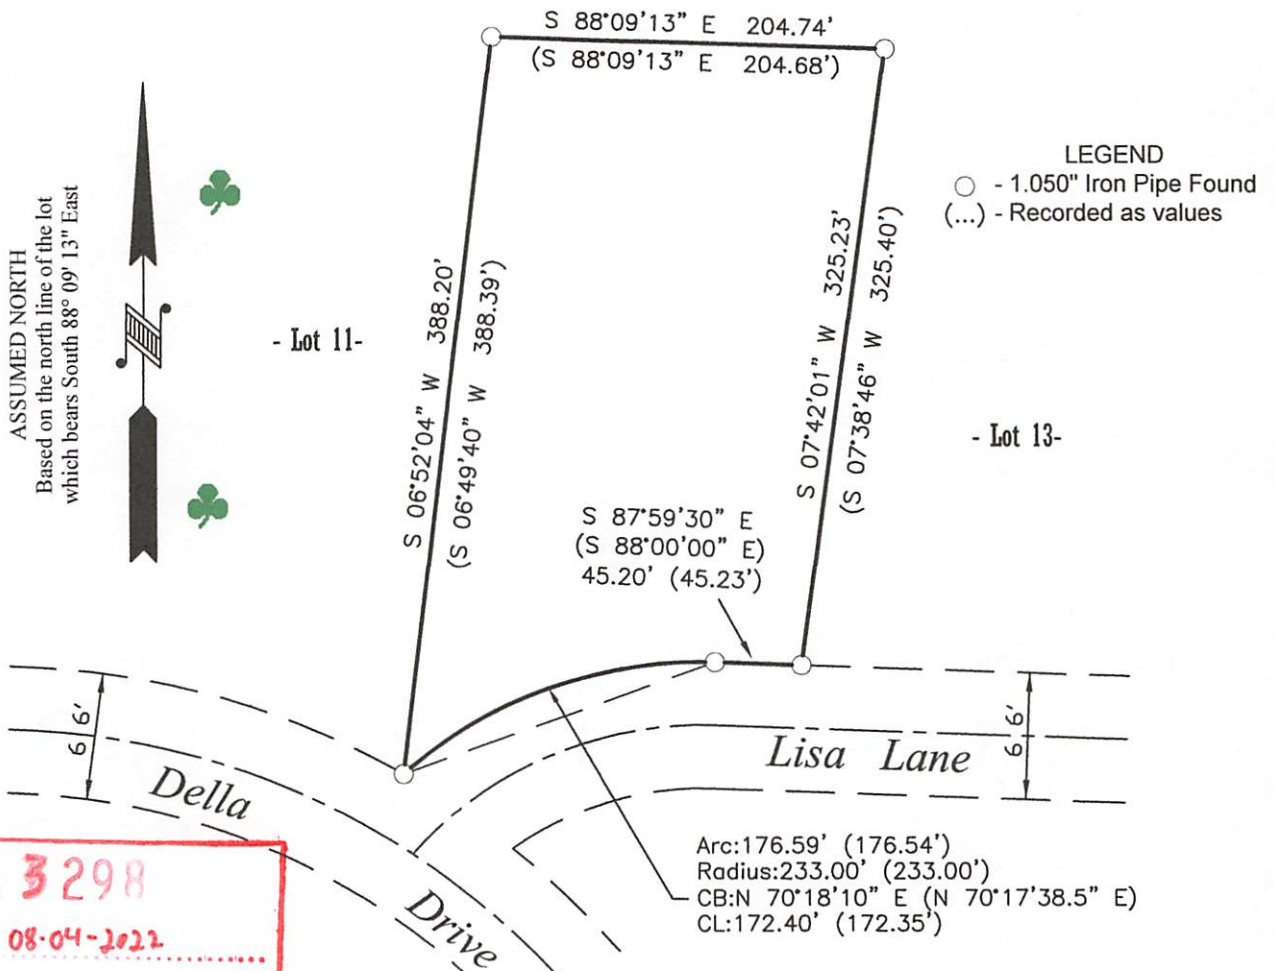 S 88°09'13" E 204.74'
(S 88°09'13" E 204.68')
LEGEND
- 1.050" Iron Pipe Found
(...) - Recorded as values
ASSUMED NORTH
Based on the north line of the lot
which bears South 88° 09' 13" East
- Lot 11-
S 06°52'04" W 388.20'
(S 06°49'40" W 388.39')
S 07°42'01" W 325.23'
(S 07°38'46" W 325.40')
- Lot 13-
S 87°59'30" E
(S 88°00'00" E)
45.20' (45.23')
66'
66'
Della
Drive
Lisa Lane
Arc:176.59' (176.54')
Radius:233.00' (233.00')
CB:N 70°18'10" E (N 70°17'38.5" E)
CL:172.40' (172.35')
3298
08-04-2022